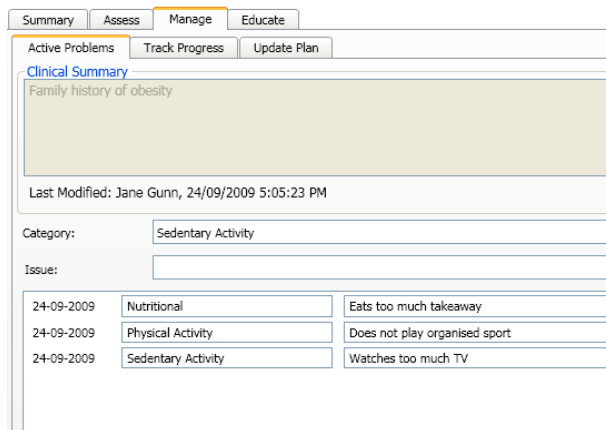 Summary Assess Manage Educate
Active Problems Track Progress Update Plan
Clinical Summary
Family history of obesity
Last Modified: Jane Gunn, 24/09/2009 5:05:23 PM
Category: Sedentary Activity
Issue:
24-09-2009 Nutritional Eats too much takeaway
24-09-2009 Physical Activity Does not play organised sport
24-09-2009 Sedentary Activity Watches too much TV